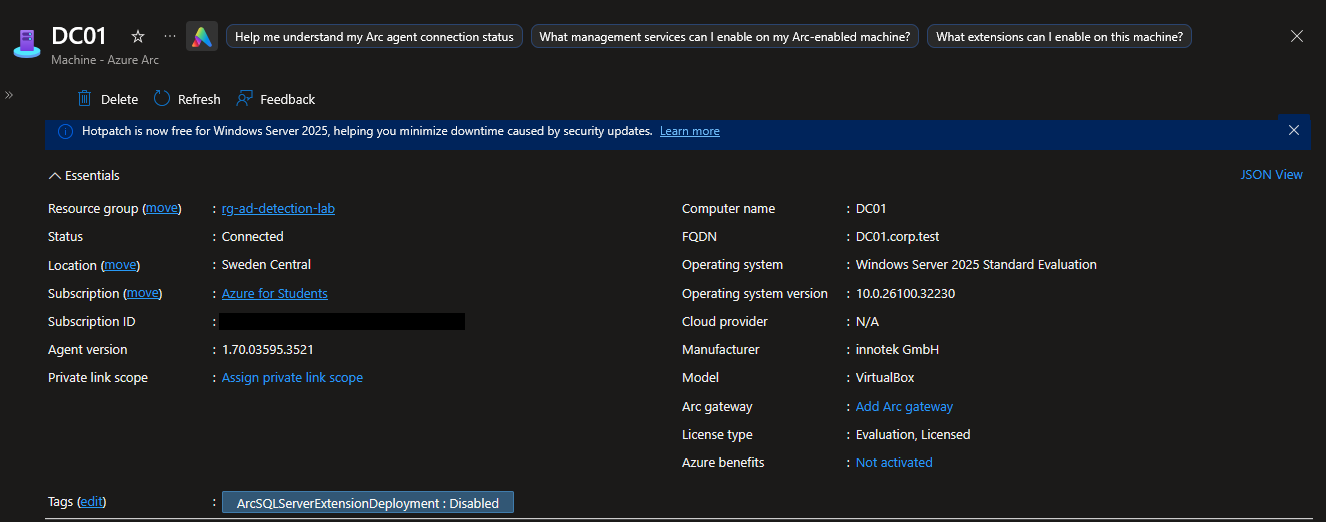 DC01 ☆ ... Help me understand my Arc agent connection status What management services can I enable on my Arc-enabled machine? What extensions can I enable on this machine?
Machine - Azure Arc
Delete Refresh Feedback
Hotpatch is now free for Windows Server 2025, helping you minimize downtime caused by security updates. Learn more
Essentials
JSON View
Resource group (move) : rg-ad-detection-lab
Status : Connected
Location (move) : Sweden Central
Subscription (move) : Azure for Students
Subscription ID :
Agent version : 1.70.03595.3521
Private link scope : Assign private link scope
Computer name : DC01
FQDN : DC01.corp.test
Operating system : Windows Server 2025 Standard Evaluation
Operating system version : 10.0.26100.32230
Cloud provider : N/A
Manufacturer : innotek GmbH
Model : VirtualBox
Arc gateway : Add Arc gateway
License type : Evaluation, Licensed
Azure benefits : Not activated
Tags (edit) : ArcSQLServerExtensionDeployment : Disabled